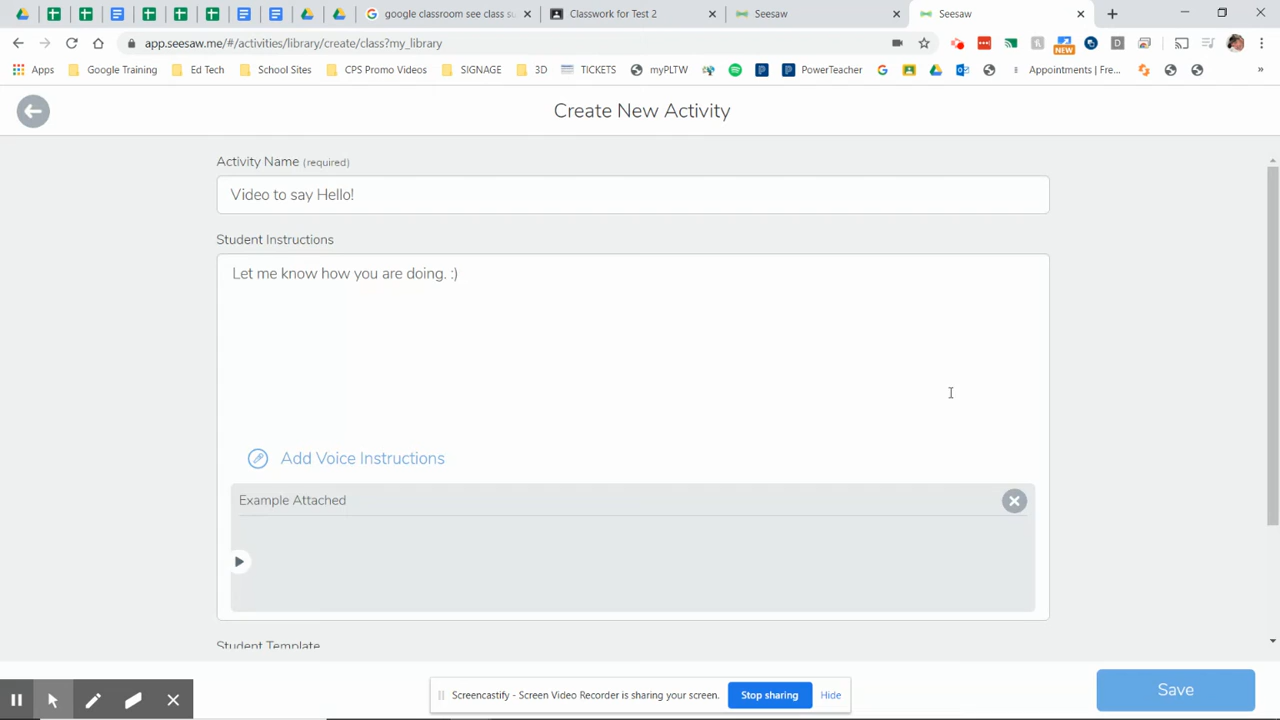 google classroom see class s
Classwork for Test 2
Seesaw
Seesaw
app.seesaw.me/#/activities/library/create/class?my_library
NEW
Apps
Google Training
Ed Tech
School Sites
CPS Promo Videos
SIGNAGE
3D
TICKETS
myPLTW
PowerTeacher
Appointments | Fre...
Create New Activity
Activity Name (required)
Video to say Hello!
Student Instructions
Let me know how you are doing. :)
Add Voice Instructions
Example Attached
Student Template
Save
Screencastify - Screen Video Recorder is sharing your screen.
Stop sharing
Hide